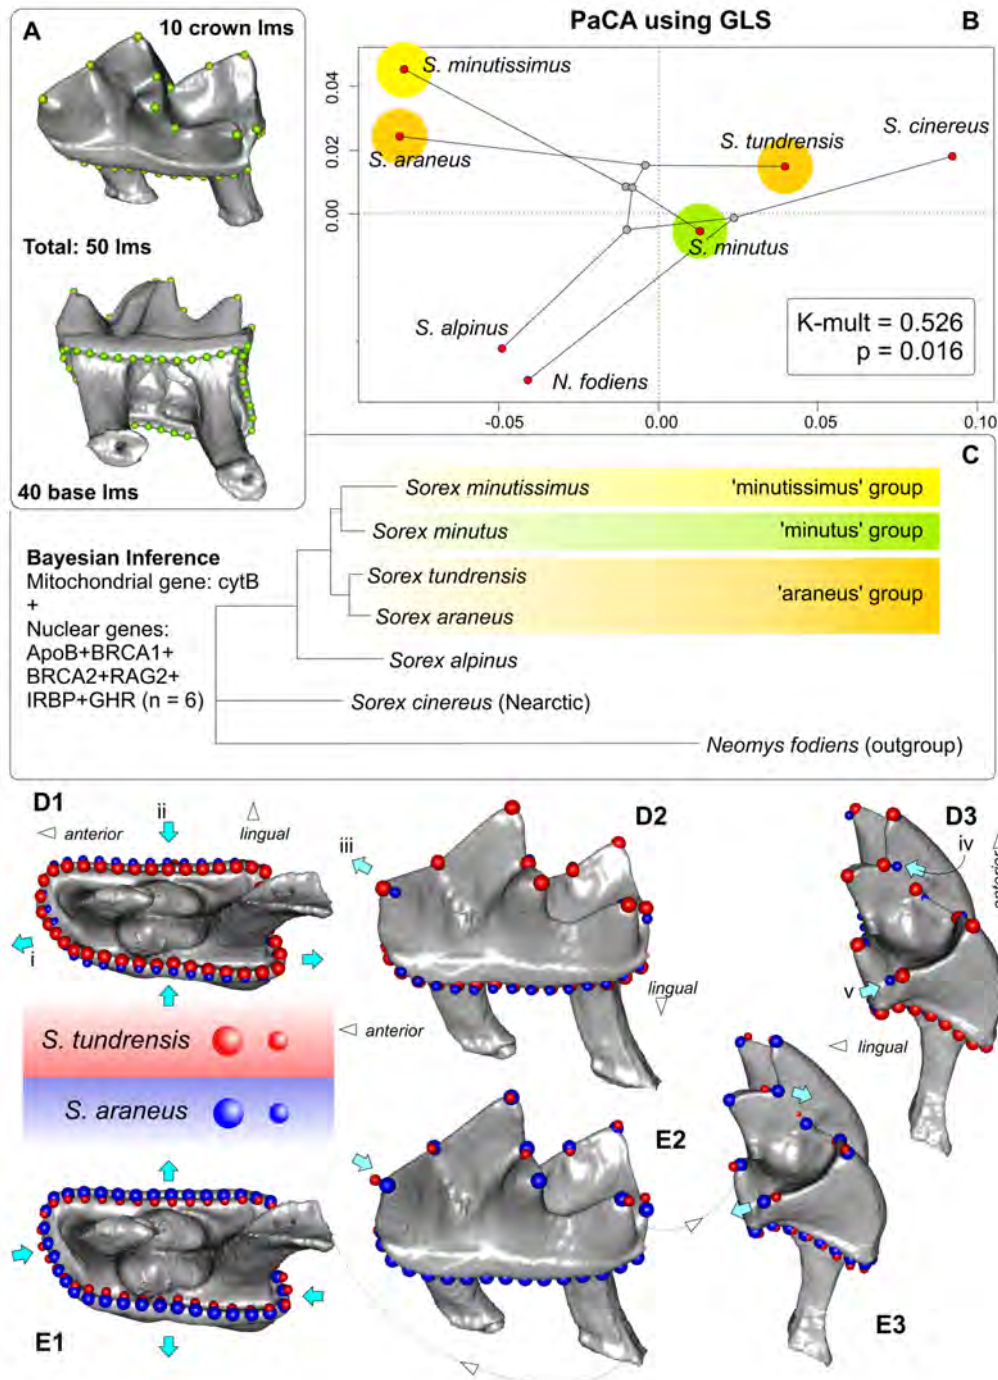 A
10 crown lms
Total: 50 lms
40 base lms
PaCA using GLS
B
0.04
0.02
0.00
S. minutissimus
S. araneus
S. tundrensis
S. cinereus
S. minutus
S. alpinus
N. fodiens
K-mult = 0.526
p = 0.016
-0.05
0.00
0.05
0.10
C
Bayesian Inference
Mitochondrial gene: cytB
+
Nuclear genes:
ApoB+BRCA1+
BRCA2+RAG2+
IRBP+GHR (n = 6)
Sorex minutissimus
'minutissimus' group
Sorex minutus
'minutus' group
Sorex tundrensis
Sorex araneus
'araneus' group
Sorex alpinus
Sorex cinereus (Nearctic)
Neomys fodiens (outgroup)
D1
anterior
ii
lingual
i
D2
iii
lingual
anterior
D3
iv
anterior
v
lingual
S. tundrensis
S. araneus
E1
E2
E3